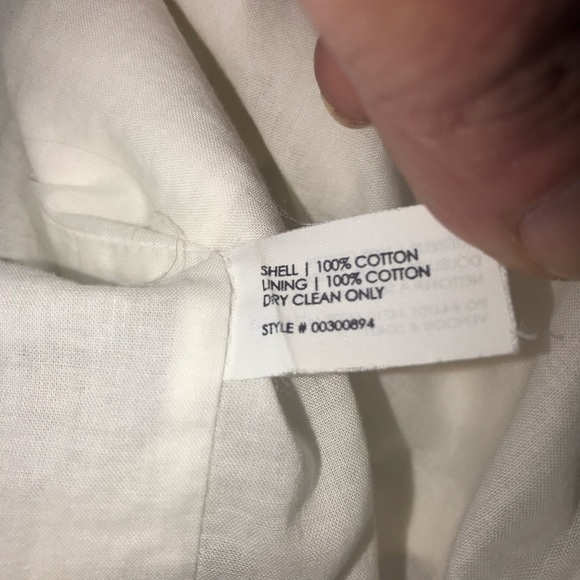 SHELL | 100% COTTON
LINING | 100% COTTON
DRY CLEAN ONLY
STYLE # 00300894